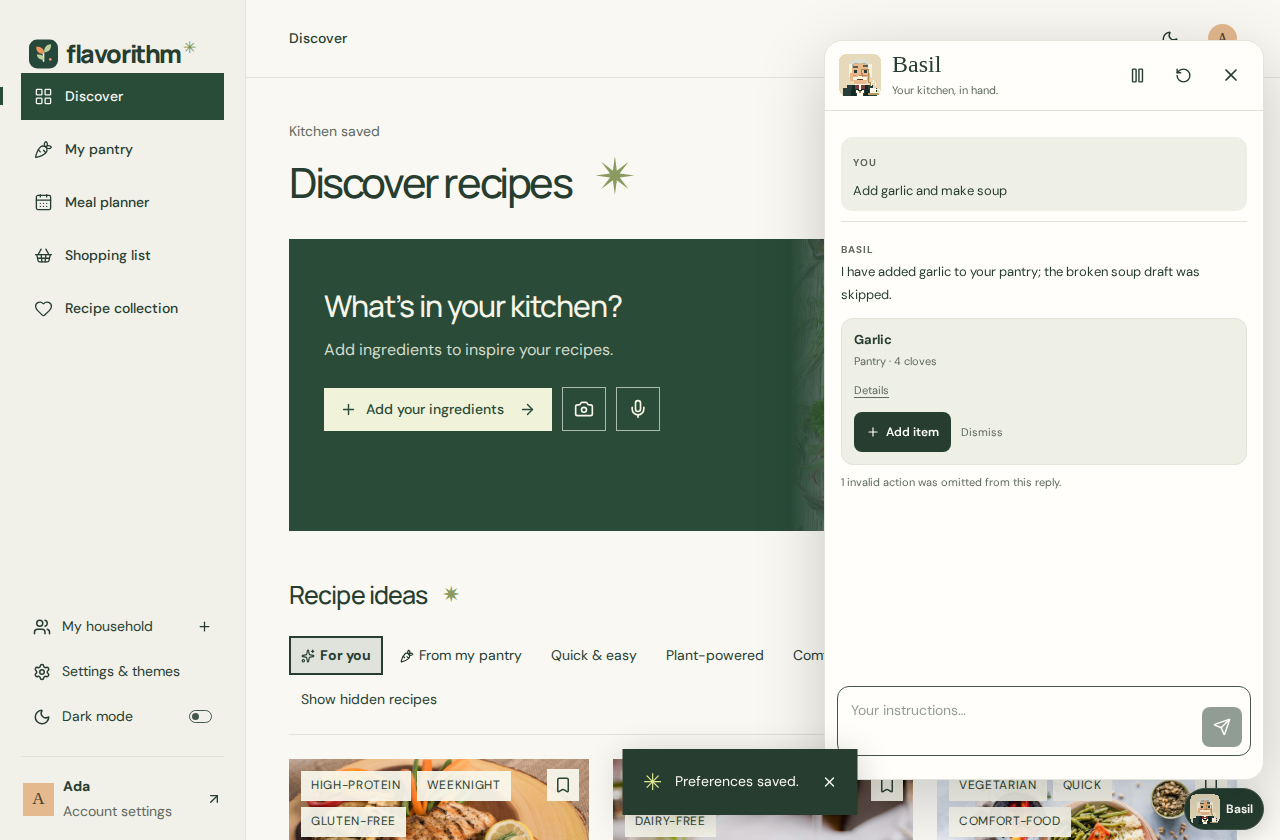 flavorithm
Discover
My pantry
Meal planner
Shopping list
Recipe collection
My household
Settings & themes
Dark mode
A
Ada
Account settings
Discover
A
Kitchen saved
Discover recipes
What's in your kitchen?
Add ingredients to inspire your recipes.
Add your ingredients
Recipe ideas
For you
From my pantry
Quick & easy
Plant-powered
Show hidden recipes
HIGH-PROTEIN
WEEKNIGHT
GLUTEN-FREE
DAIRY-FREE
VEGETARIAN
QUICK
COMFORT-FOOD
Preferences saved.
Basil
Your kitchen, in hand.
YOU
Add garlic and make soup
BASIL
I have added garlic to your pantry; the broken soup draft was
skipped.
Garlic
Pantry · 4 cloves
Details
Add item
Dismiss
1 invalid action was omitted from this reply.
Your instructions…
Basil